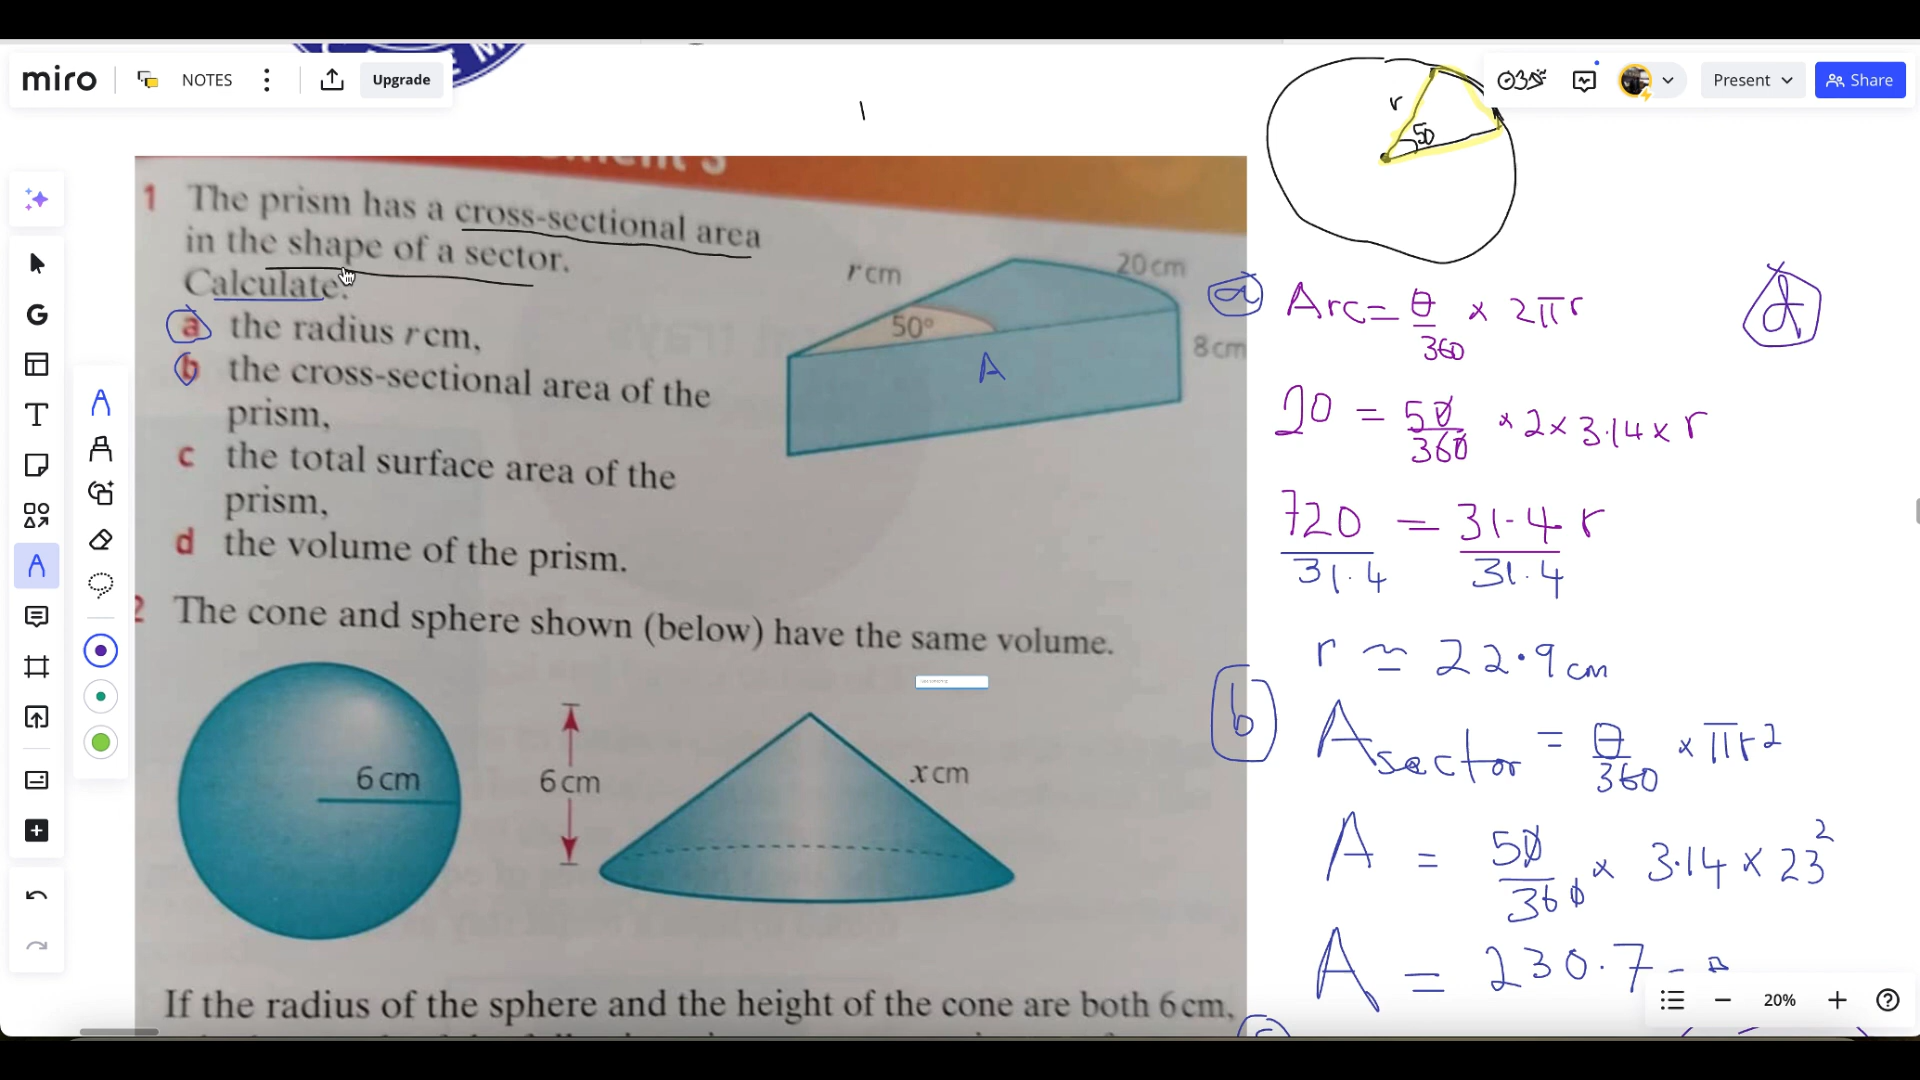 miro
NOTES
Upgrade
Present
Share
E M
r
50
1 The prism has a cross-sectional area
in the shape of a sector.
Calculate:
a the radius r cm,
b the cross-sectional area of the
prism,
c the total surface area of the
prism,
d the volume of the prism.
r cm
20 cm
50°
8 cm
A
2 The cone and sphere shown (below) have the same volume.
6 cm
6 cm
x cm
If the radius of the sphere and the height of the cone are both 6 cm,
a Arc = θ/360 × 2πr
d
20 = 50/360 × 2 × 3.14 × r
720/31.4 = 31.4 r/31.4
r ≃ 22.9 cm
b A sector = θ/360 × πr²
A = 50/360 × 3.14 × 23²
A = 230.7
20%